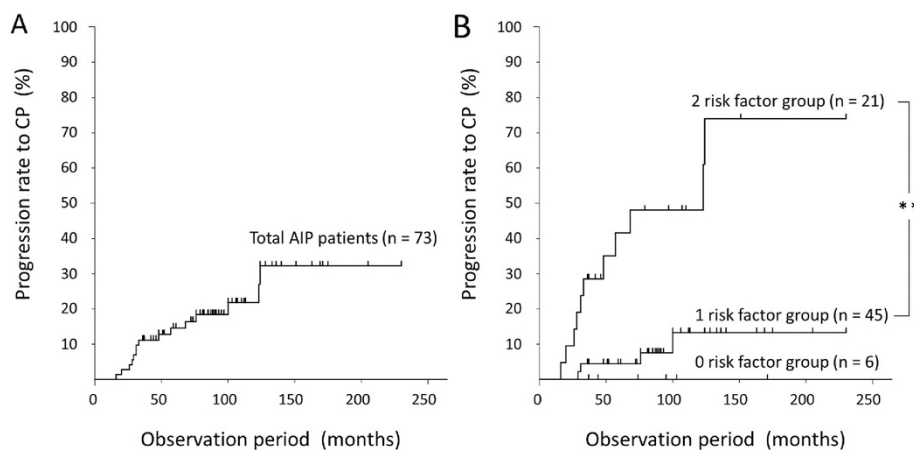 A
Progression rate to CP (%)
100
90
80
70
60
50
40
30
20
10
Total AIP patients (n = 73)
0 50 100 150 200 250
Observation period (months)
B
Progression rate to CP (%)
100
90
80
70
60
50
40
30
20
10
2 risk factor group (n = 21)
**
1 risk factor group (n = 45)
0 risk factor group (n = 6)
0 50 100 150 200 250
Observation period (months)